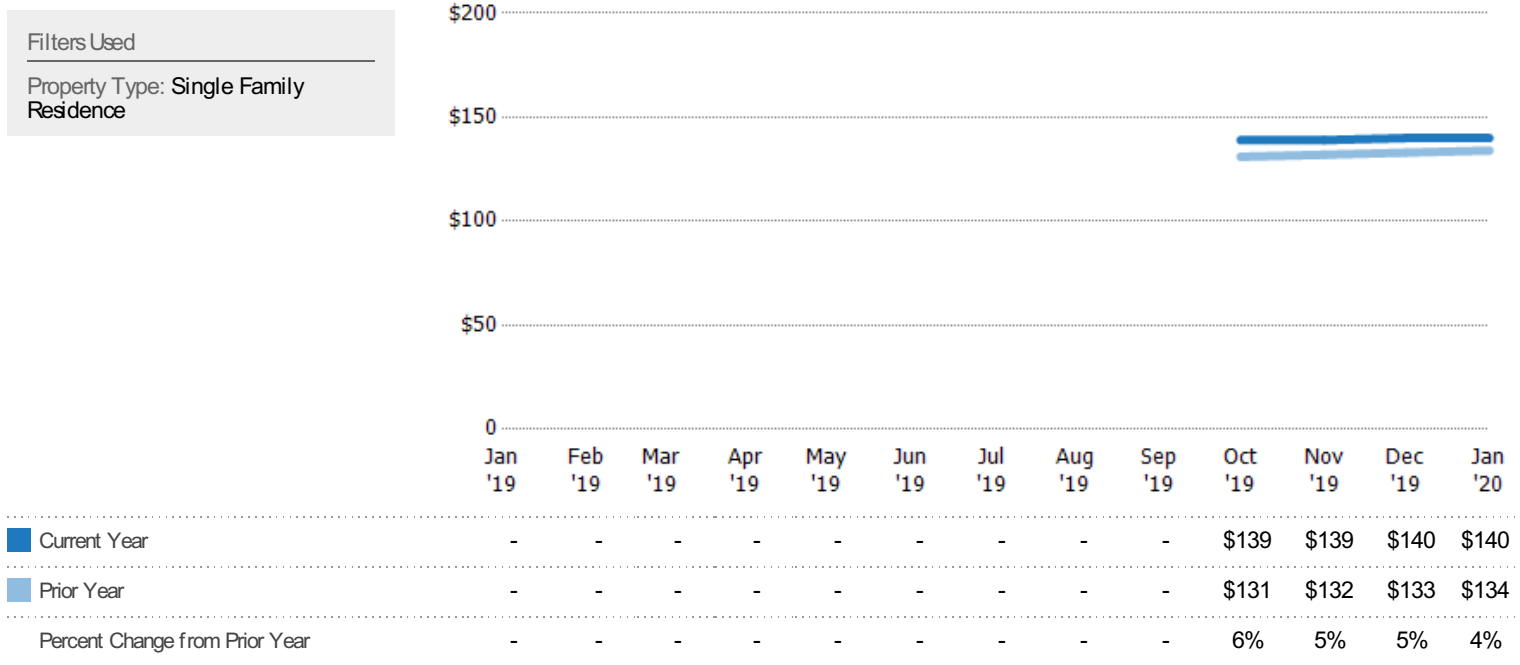 Filters Used
Property Type: Single Family
Residence
$200
$150
$100
$50
0
Jan '19 Feb '19 Mar '19 Apr '19 May '19 Jun '19 Jul '19 Aug '19 Sep '19 Oct '19 Nov '19 Dec '19 Jan '20
Current Year - - - - - - - - - $139 $139 $140 $140
Prior Year - - - - - - - - - $131 $132 $133 $134
Percent Change from Prior Year - - - - - - - - - 6% 5% 5% 4%